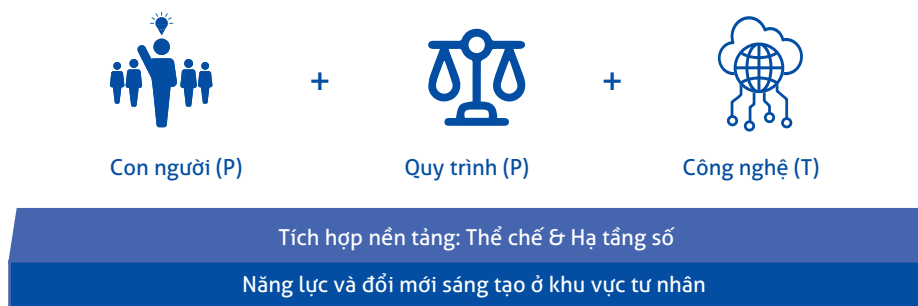 +
+
Con người (P)
Quy trình (P)
Công nghệ (T)
Tích hợp nền tảng: Thể chế & Hạ tầng số
Năng lực và đổi mới sáng tạo ở khu vực tư nhân